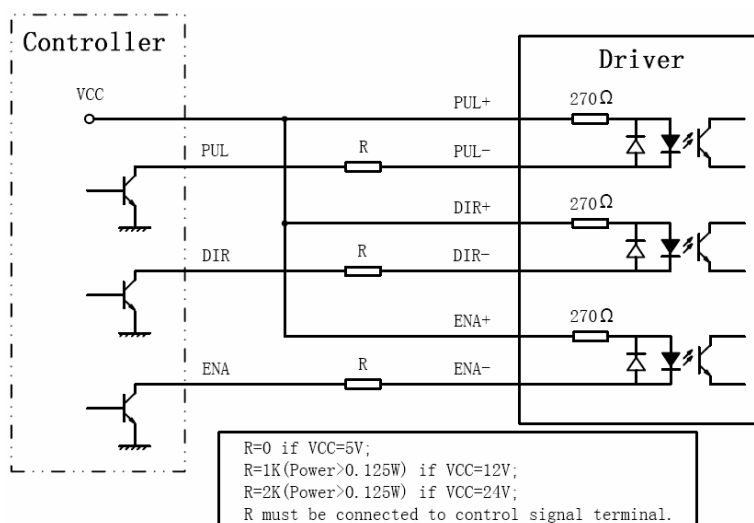 Controller
Driver
VCC
PUL+
270Ω
PUL
R
PUL-
DIR+
270Ω
DIR
R
DIR-
ENA+
270Ω
ENA
R
ENA-
R=0 if VCC=5V;
R=1K(Power>0.125W) if VCC=12V;
R=2K(Power>0.125W) if VCC=24V;
R must be connected to control signal terminal.